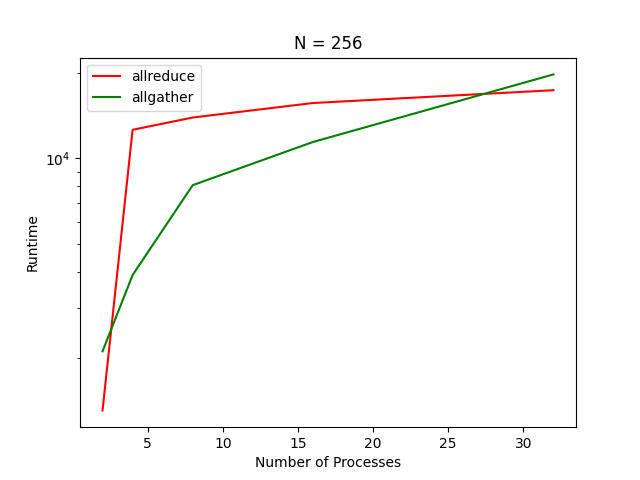 N = 256
allreduce
allgather
10^4
Runtime
5 10 15 20 25 30
Number of Processes